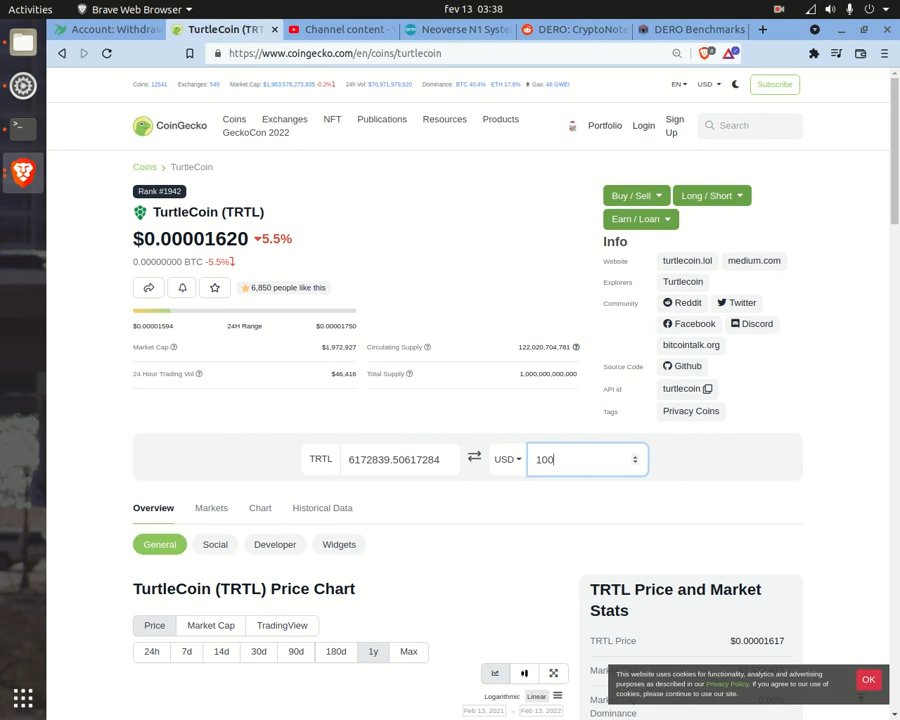 Activities
Brave Web Browser
fev 13 03:38
Account: Withdraw
TurtleCoin (TRT
Channel content -
Neoverse N1 Syste
DERO: CryptoNote
DERO Benchmarks
https://www.coingecko.com/en/coins/turtlecoin
Coins: 12541 Exchanges: 549 Market Cap: $1,983,579,273,835 -0.2% 24h Vol: $70,971,979,520 Dominance: BTC 40.4% ETH 17.6% Gas: 46 GWEI
EN USD Subscribe
CoinGecko
Coins Exchanges NFT Publications Resources Products
GeckoCon 2022
Portfolio Login Sign Up
Search
Coins > TurtleCoin
Rank #1942
TurtleCoin (TRTL)
$0.00001620 5.5%
0.00000000 BTC -5.5%
6,850 people like this
$0.00001594 24H Range $0.00001750
Market Cap $1,972,927
Circulating Supply 122,020,704,781
24 Hour Trading Vol $46,416
Total Supply 1,000,000,000,000
Buy / Sell Long / Short
Earn / Loan
Info
Website turtlecoin.lol medium.com
Explorers Turtlecoin
Community Reddit Twitter
Facebook Discord
bitcointalk.org
Source Code Github
API id turtlecoin
Tags Privacy Coins
TRTL 6172839.50617284 USD 100
Overview Markets Chart Historical Data
General Social Developer Widgets
TurtleCoin (TRTL) Price Chart
Price Market Cap TradingView
24h 7d 14d 30d 90d 180d 1y Max
Logarithmic Linear
Feb 13, 2021 - Feb 13, 2022
TRTL Price and Market
Stats
TRTL Price $0.00001617
Market
Dominance
This website uses cookies for functionality, analytics and advertising
purposes as described in our Privacy Policy. If you agree to our use of
cookies, please continue to use our site.
OK